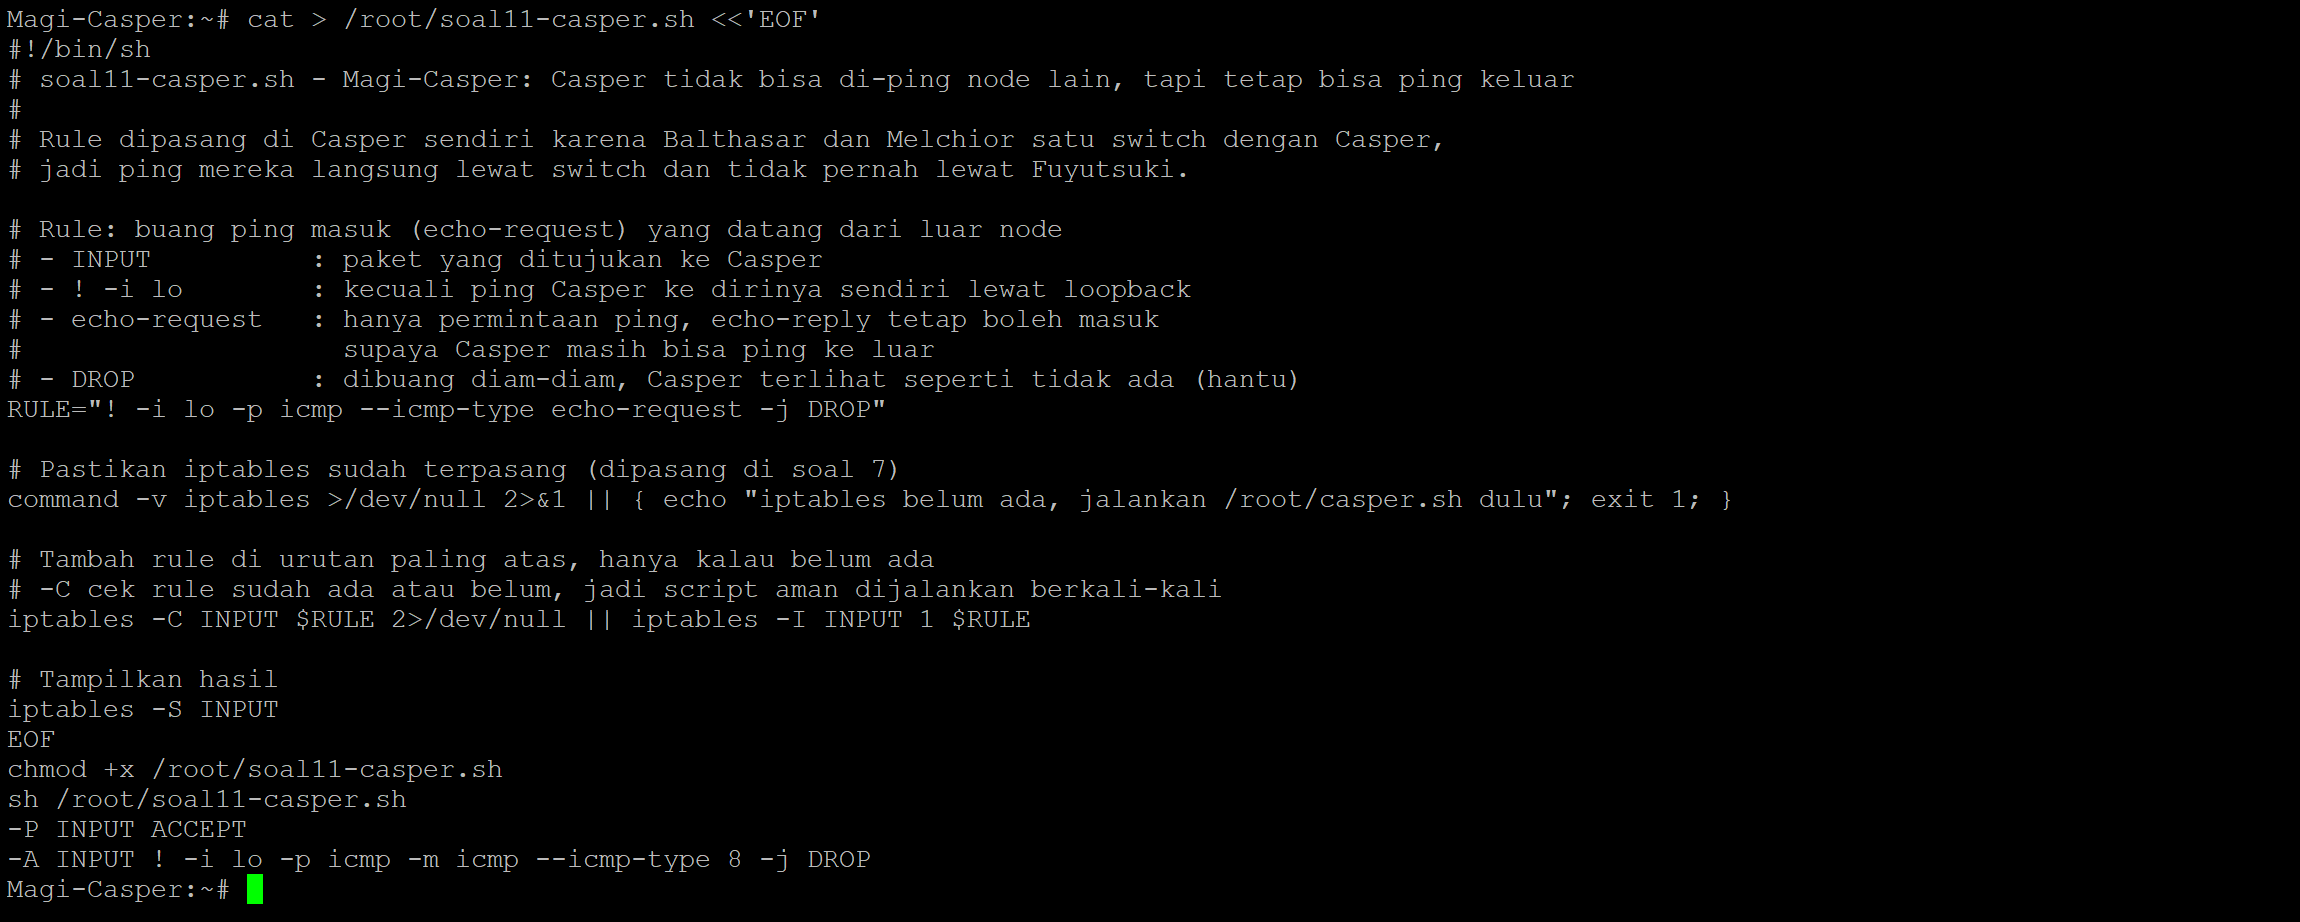 Magi-Casper:~# cat > /root/soal11-casper.sh <<'EOF'
#!/bin/sh
# soal11-casper.sh - Magi-Casper: Casper tidak bisa di-ping node lain, tapi tetap bisa ping keluar
#
# Rule dipasang di Casper sendiri karena Balthasar dan Melchior satu switch dengan Casper,
# jadi ping mereka langsung lewat switch dan tidak pernah lewat Fuyutsuki.

# Rule: buang ping masuk (echo-request) yang datang dari luar node
# - INPUT          : paket yang ditujukan ke Casper
# - ! -i lo        : kecuali ping Casper ke dirinya sendiri lewat loopback
# - echo-request   : hanya permintaan ping, echo-reply tetap boleh masuk
#                    supaya Casper masih bisa ping ke luar
# - DROP           : dibuang diam-diam, Casper terlihat seperti tidak ada (hantu)
RULE="! -i lo -p icmp --icmp-type echo-request -j DROP"

# Pastikan iptables sudah terpasang (dipasang di soal 7)
command -v iptables >/dev/null 2>&1 || { echo "iptables belum ada, jalankan /root/casper.sh dulu"; exit 1; }

# Tambah rule di urutan paling atas, hanya kalau belum ada
# -C cek rule sudah ada atau belum, jadi script aman dijalankan berkali-kali
iptables -C INPUT $RULE 2>/dev/null || iptables -I INPUT 1 $RULE

# Tampilkan hasil
iptables -S INPUT
EOF
chmod +x /root/soal11-casper.sh
sh /root/soal11-casper.sh
-P INPUT ACCEPT
-A INPUT ! -i lo -p icmp -m icmp --icmp-type 8 -j DROP
Magi-Casper:~#